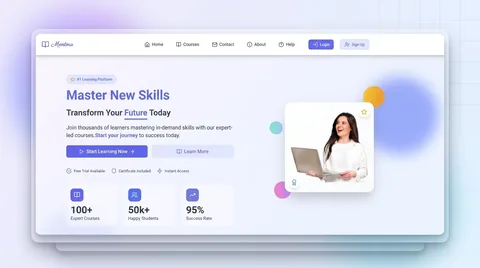 Mentora
Home
Courses
Contact
About
Help
Login
Sign Up
#1 Learning Platform
Master New Skills
Transform Your Future Today
Join thousands of learners mastering in-demand skills with our expert-
led courses. Start your journey to success today.
Start Learning Now
Learn More
Free Trial Available
Certificate Included
Instant Access
100+
50k+
95%
Expert Courses
Happy Students
Success Rate